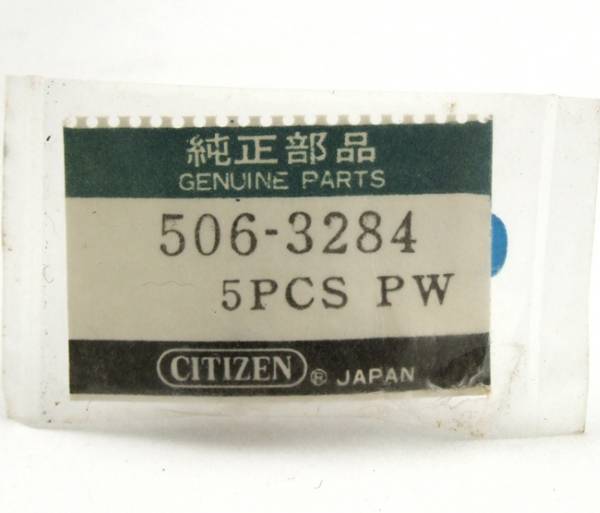 純正部品
GENUINE PARTS
506-3284
5PCS PW
CITIZEN ® JAPAN